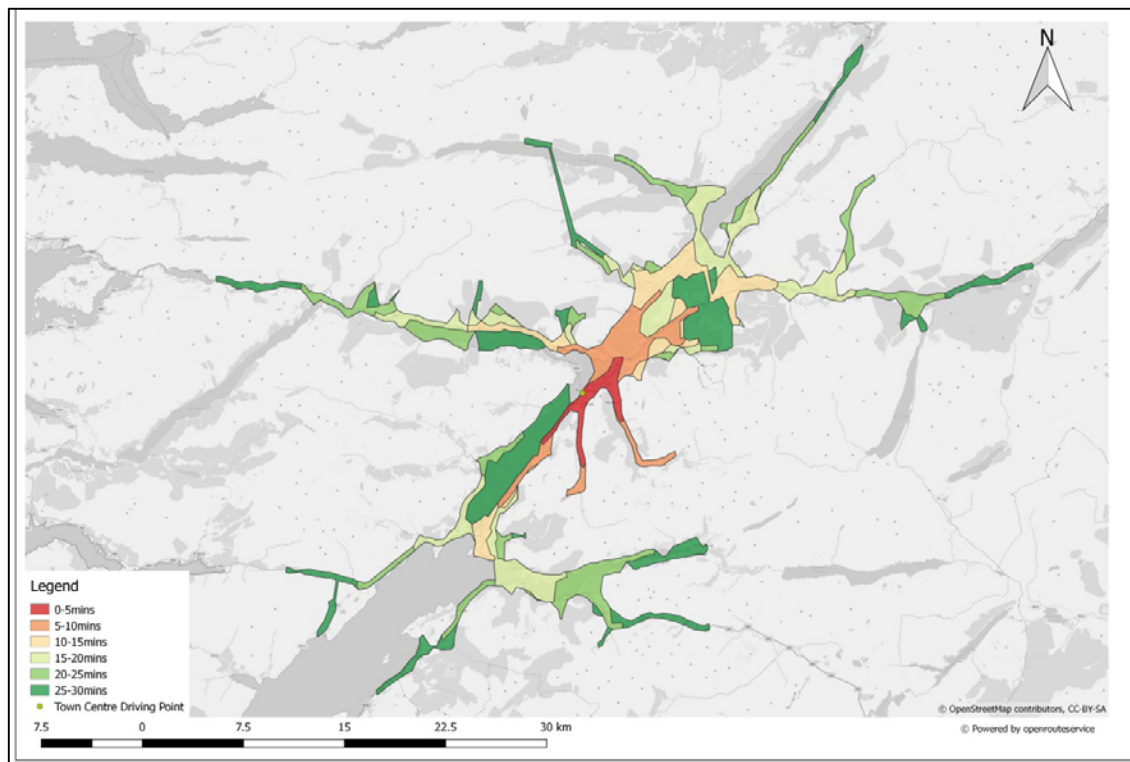 N
Legend
0-5mins
5-10mins
10-15mins
15-20mins
20-25mins
25-30mins
Town Centre Driving Point
© OpenStreetMap contributors, CC-BY-SA
7.5 0 7.5 15 22.5 30 km
© Powered by openrouteservice